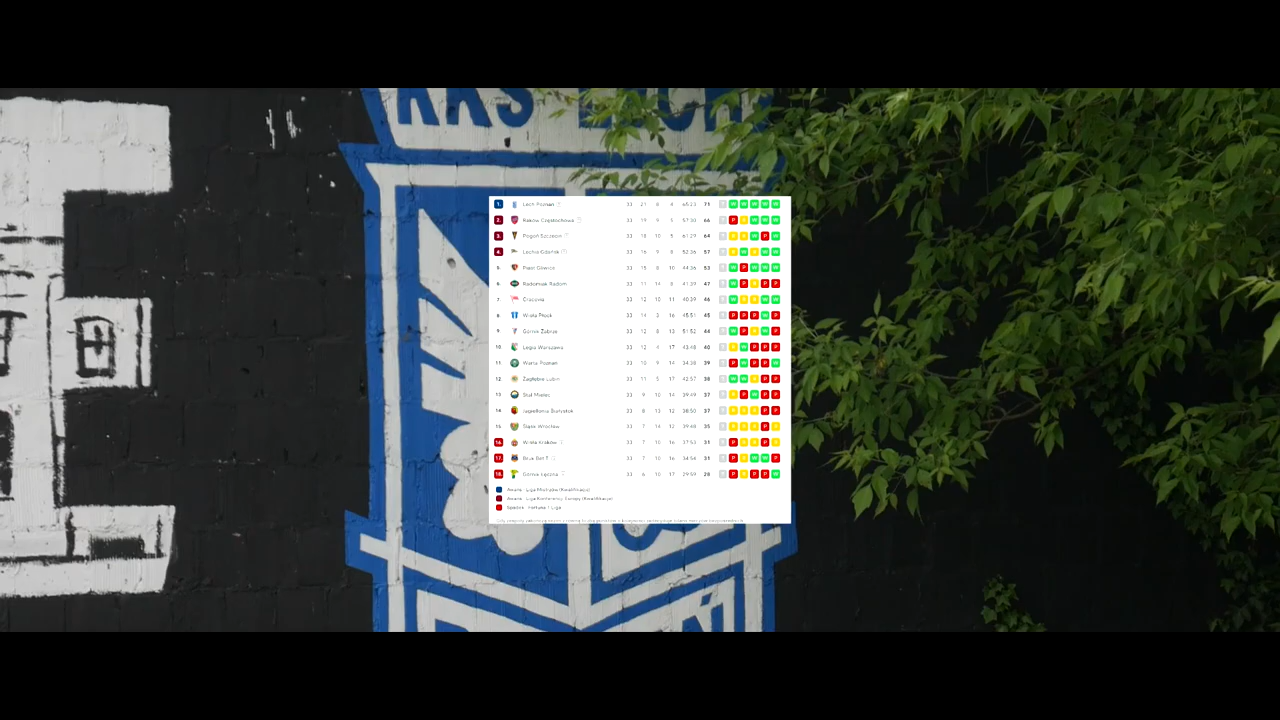 KKS LECH
1. Lech Poznań 33 21 8 4 65:23 71 ? W W W W W
2. Raków Częstochowa 33 19 9 5 57:30 66 ? P R W W W
3. Pogoń Szczecin 33 18 10 5 61:29 64 ? R R W P W
4. Lechia Gdańsk 33 16 9 8 52:36 57 ? R W R W W
5. Piast Gliwice 33 15 8 10 44:36 53 ? W P W W W
6. Radomiak Radom 33 11 14 8 41:39 47 ? W P R P P
7. Cracovia 33 12 10 11 40:39 46 ? W R R W W
8. Wisła Płock 33 14 3 16 45:51 45 ? P P P W P
9. Górnik Zabrze 33 12 8 13 51:52 44 ? W P R W P
10. Legia Warszawa 33 12 4 17 43:48 40 ? R W P P P
11. Warta Poznań 33 10 9 14 34:38 39 ? P W P P W
12. Zagłębie Lubin 33 11 5 17 42:57 38 ? W W R P P
13. Stal Mielec 33 9 10 14 39:49 37 ? R P W P P
14. Jagiellonia Białystok 33 8 13 12 38:50 37 ? R R R P P
15. Śląsk Wrocław 33 7 14 12 39:48 35 ? R R R P R
16. Wisła Kraków 33 7 10 16 37:53 31 ? P R P P R
17. Bruk-Bet T. 33 7 10 16 34:56 31 ? P R W W P
18. Górnik Łęczna 33 6 10 17 29:59 28 ? P R P P W
Awans - Liga Mistrzów (Kwalifikacje)
Awans - Liga Konferencji Europy (Kwalifikacje)
Spadek - Fortuna 1 Liga